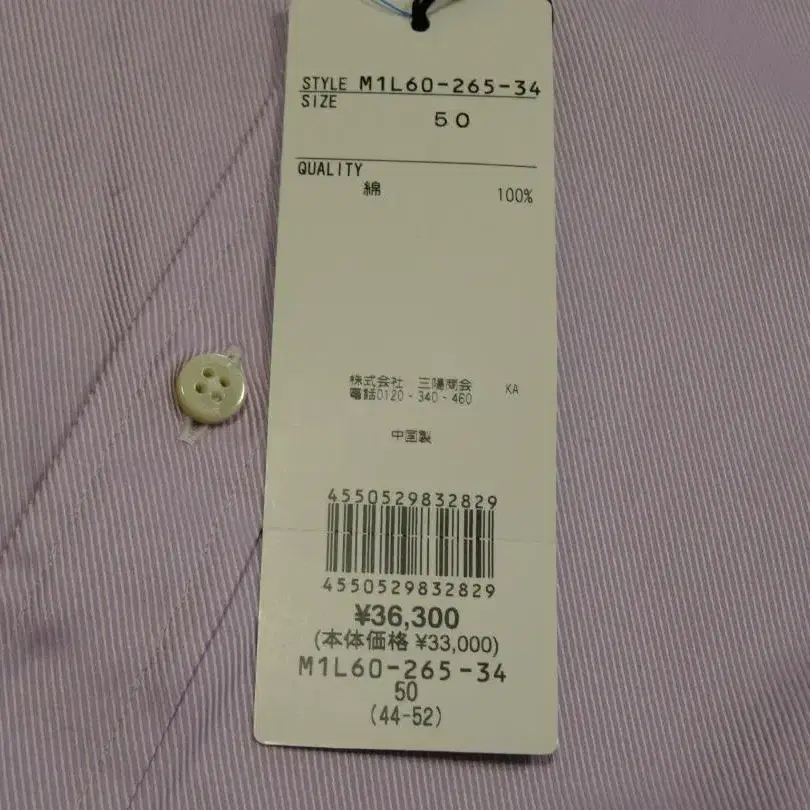 STYLE M1L60-265-34
SIZE
50
QUALITY
綿 100%
株式会社 三陽商会 KA
電話0120-340-460
中国製
4550529832829
4550529832829
¥36,300
(本体価格 ¥33,000)
M1L60-265-34
50
(44-52)